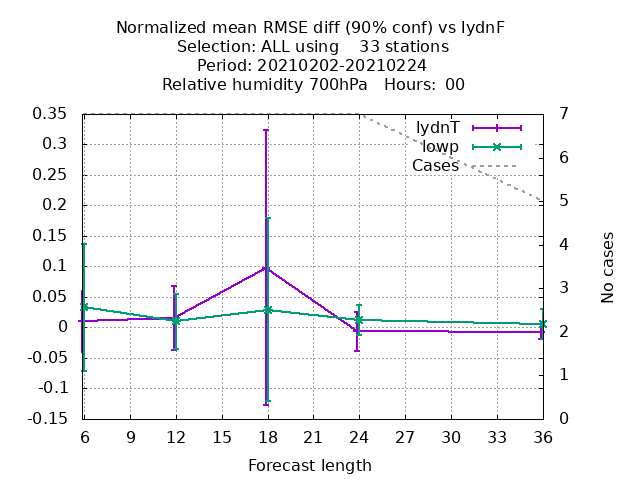 Normalized mean RMSE diff (90% conf) vs lydnF
Selection: ALL using    33 stations
Period: 20210202-20210224
Relative humidity 700hPa   Hours:  00
0.35
0.3
0.25
0.2
0.15
0.1
0.05
0
-0.05
-0.1
-0.15
7
6
5
4
3
2
1
0
lydnT
lowp
Cases
No cases
6 9 12 15 18 21 24 27 30 33 36
Forecast length